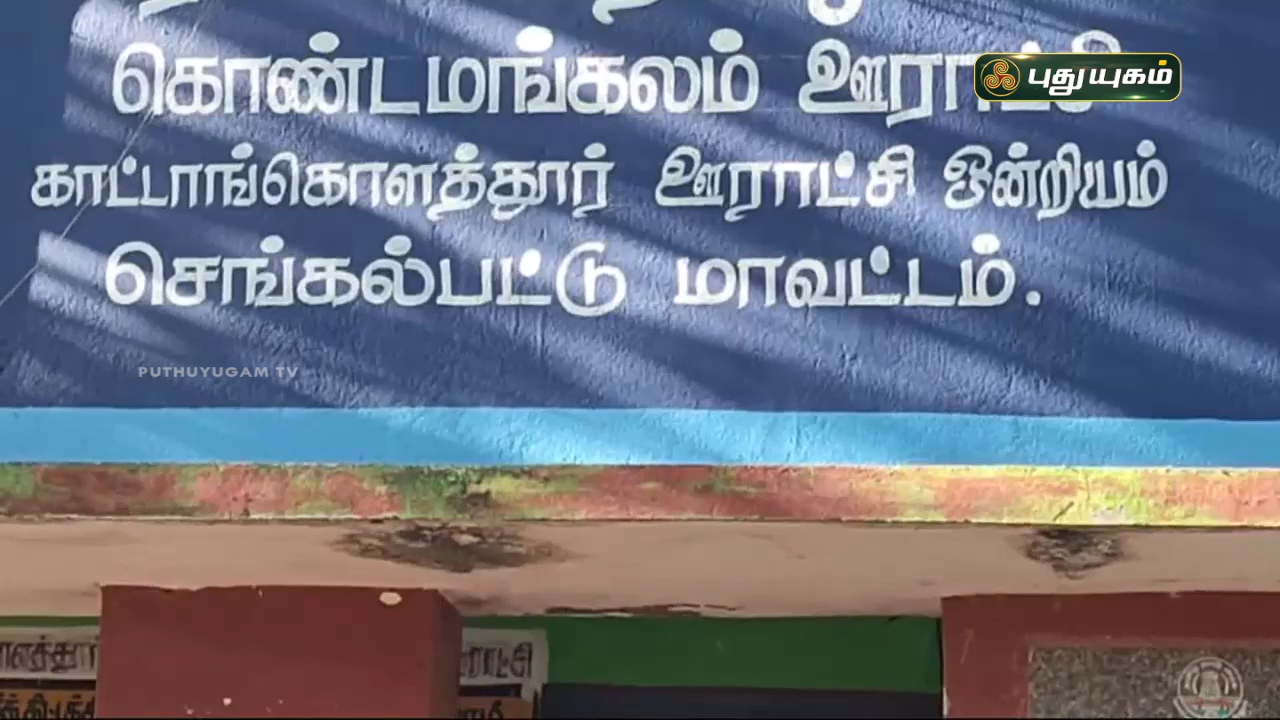 கொண்டமங்கலம் ஊராட்சி
புதுயுகம்
காட்டாங்கொளத்தூர் ஊராட்சி ஒன்றியம்
செங்கல்பட்டு மாவட்டம்.
PUTHUYUGAM TV